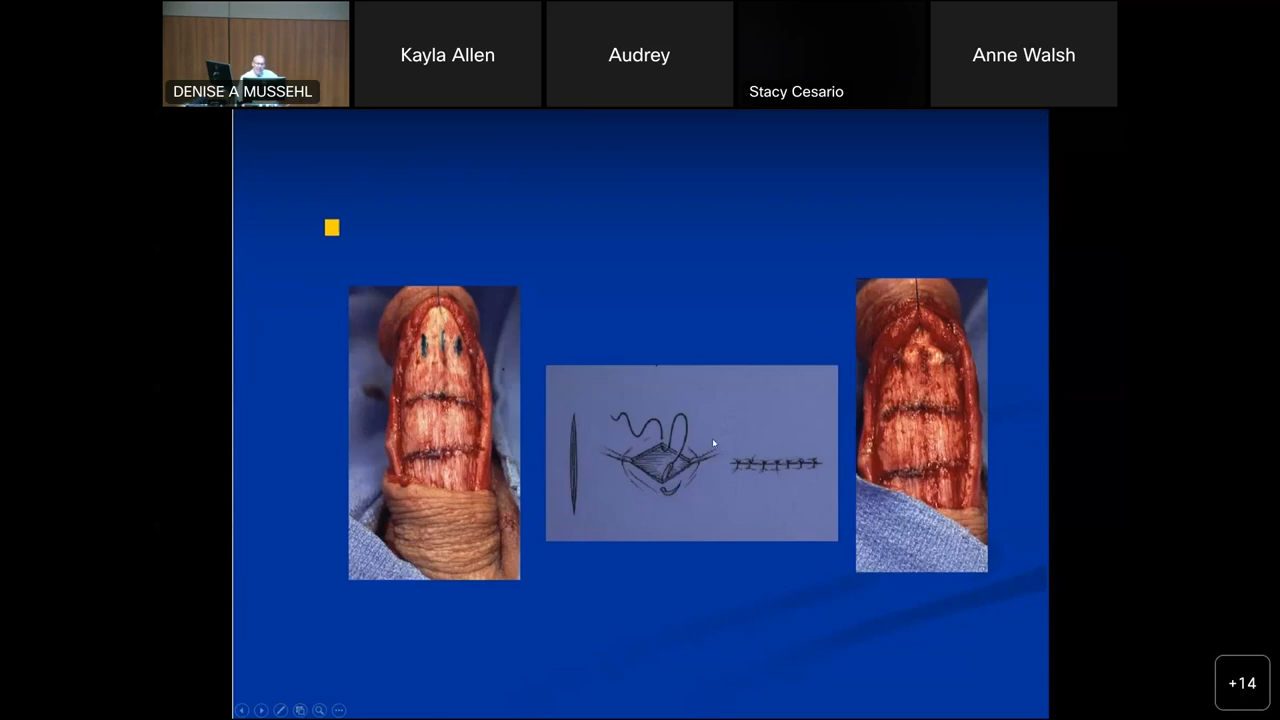 DENISE A MUSSEHL
Kayla Allen
Audrey
Stacy Cesario
Anne Walsh
+14